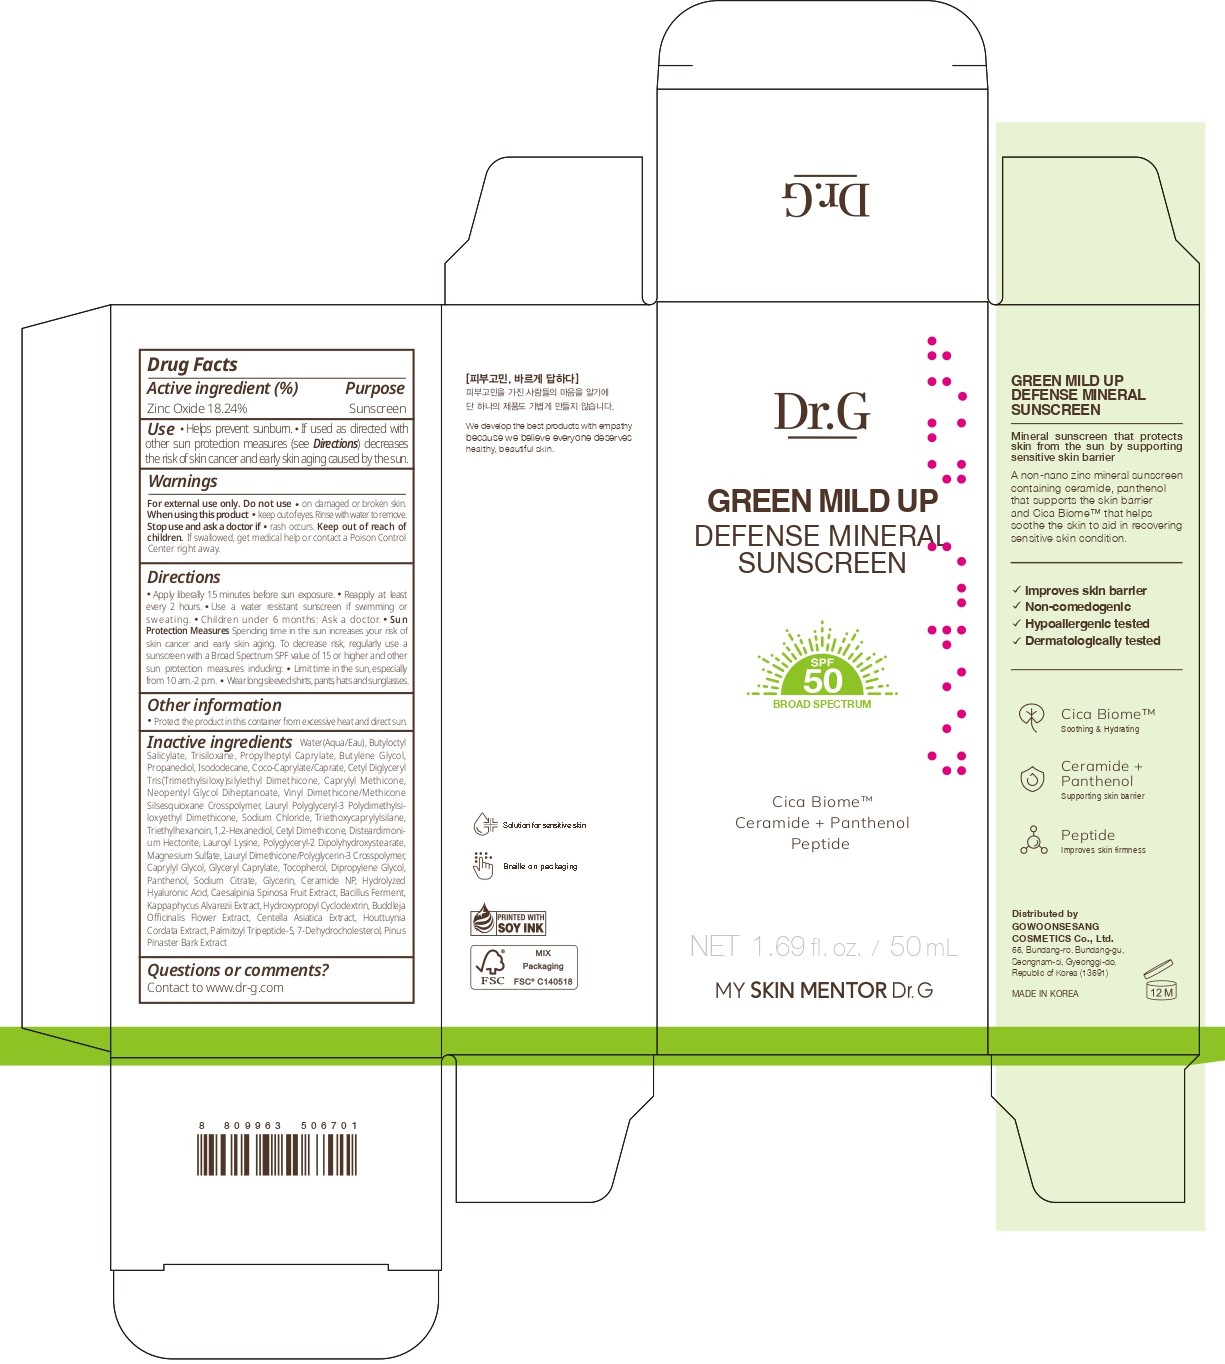 Dr.G
Drug Facts
Active ingredient (%) Purpose
Zinc Oxide 18.24% Sunscreen
Use • Helps prevent sunburn. • If used as directed with
other sun protection measures (see Directions) decreases
the risk of skin cancer and early skin aging caused by the sun.
Warnings
For external use only. Do not use • on damaged or broken skin.
When using this product • keep out of eyes. Rinse with water to remove.
Stop use and ask a doctor if • rash occurs. Keep out of reach of
children. If swallowed, get medical help or contact a Poison Control
Center right away.
Directions
• Apply liberally 15 minutes before sun exposure. • Reapply at least
every 2 hours. • Use a water resistant sunscreen if swimming or
sweating. • Children under 6 months: Ask a doctor. • Sun
Protection Measures Spending time in the sun increases your risk of
skin cancer and early skin aging. To decrease risk, regularly use a
sunscreen with a Broad Spectrum SPF value of 15 or higher and other
sun protection measures including: • Limit time in the sun, especially
from 10 am.-2 p.m. • Wear long sleeved shirts, pants, hats and sunglasses.
Other information
• Protect the product in this container from excessive heat and direct sun.
Inactive ingredients Water(Aqua/Eau), Butyloctyl
Salicylate, Trisiloxane, Propylheptyl Caprylate, Butylene Glycol,
Propanediol, Isododecane, Coco-Caprylate/Caprate, Cetyl Diglyceryl
Tris(Trimethylsiloxy)silylethyl Dimethicone, Caprylyl Methicone,
Neopentyl Glycol Diheptanoate, Vinyl Dimethicone/Methicone
Silsesquioxane Crosspolymer, Lauryl Polyglyceryl-3 Polydimethylsi-
loxyethyl Dimethicone, Sodium Chloride, Triethoxycaprylylsilane,
Triethylhexanoin, 1,2-Hexanediol, Cetyl Dimethicone, Disteardimoni-
um Hectorite, Lauroyl Lysine, Polyglyceryl-2 Dipolyhydroxystearate,
Magnesium Sulfate, Lauryl Dimethicone/Polyglycerin-3 Crosspolymer,
Caprylyl Glycol, Glyceryl Caprylate, Tocopherol, Dipropylene Glycol,
Panthenol, Sodium Citrate, Glycerin, Ceramide NP, Hydrolyzed
Hyaluronic Acid, Caesalpinia Spinosa Fruit Extract, Bacillus Ferment,
Kappaphycus Alvarezii Extract, Hydroxypropyl Cyclodextrin, Buddleja
Officinalis Flower Extract, Centella Asiatica Extract, Houttuynia
Cordata Extract, Palmitoyl Tripeptide-5, 7-Dehydrocholesterol, Pinus
Pinaster Bark Extract
Questions or comments?
Contact to www.dr-g.com
8 809963 506701
[피부고민, 바르게 답하다]
피부고민을 가진 사람들의 마음을 알기에
단 하나의 제품도 가볍게 만들지 않습니다.
We develop the best products with empathy
because we believe everyone deserves
healthy, beautiful skin.
Solution for sensitive skin
Braille on packaging
PRINTED WITH
SOY INK
FSC
MIX
Packaging
FSC® C140518
Dr.G
GREEN MILD UP
DEFENSE MINERAL
SUNSCREEN
SPF
50
BROAD SPECTRUM
Cica Biome™
Ceramide + Panthenol
Peptide
NET 1.69 fl. oz. / 50 mL
MY SKIN MENTOR Dr.G
GREEN MILD UP
DEFENSE MINERAL
SUNSCREEN
Mineral sunscreen that protects
skin from the sun by supporting
sensitive skin barrier
A non-nano zinc mineral sunscreen
containing ceramide, panthenol
that supports the skin barrier
and Cica Biome™ that helps
soothe the skin to aid in recovering
sensitive skin condition.
✓ Improves skin barrier
✓ Non-comedogenic
✓ Hypoallergenic tested
✓ Dermatologically tested
Cica Biome™
Soothing & Hydrating
Ceramide +
Panthenol
Supporting skin barrier
Peptide
Improves skin firmness
Distributed by
GOWOONSESANG
COSMETICS Co., Ltd.
55, Bundang-ro, Bundang-gu,
Seongnam-si, Gyeonggi-do,
Republic of Korea (13591)
MADE IN KOREA
12 M